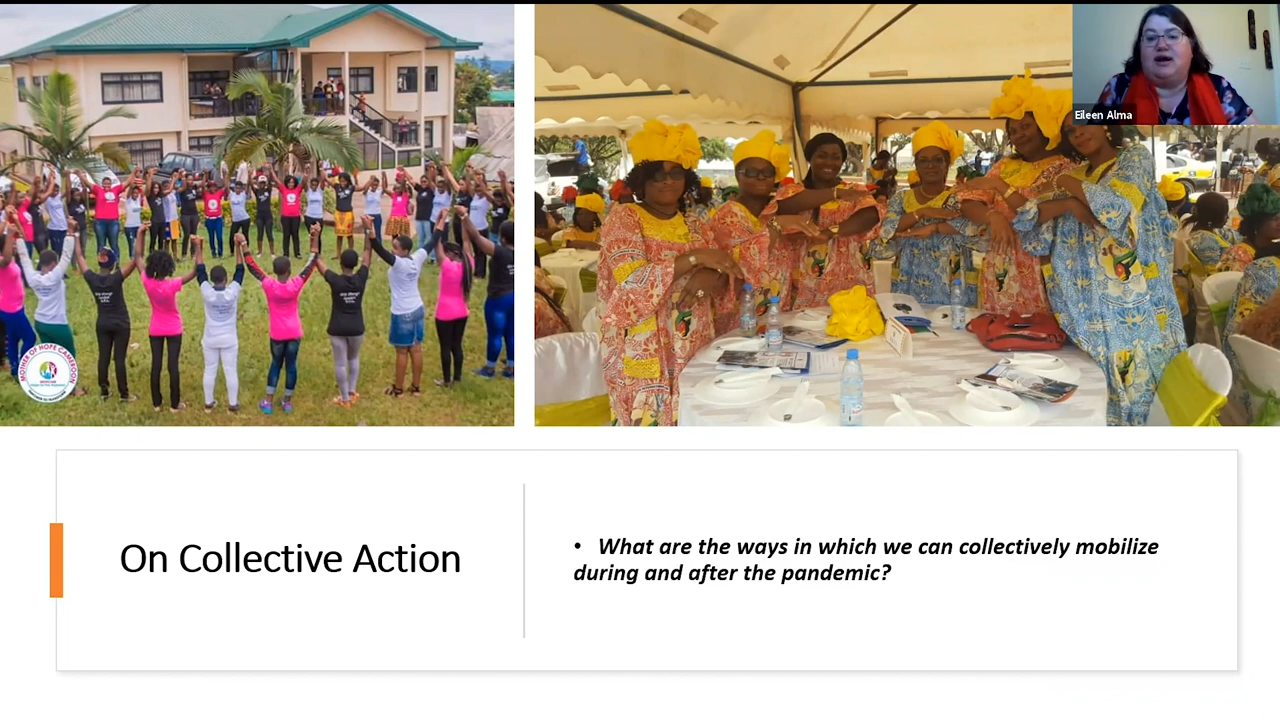 Eileen Alma
MOTHER OF HOPE CAMEROON
On Collective Action
• What are the ways in which we can collectively mobilize
during and after the pandemic?